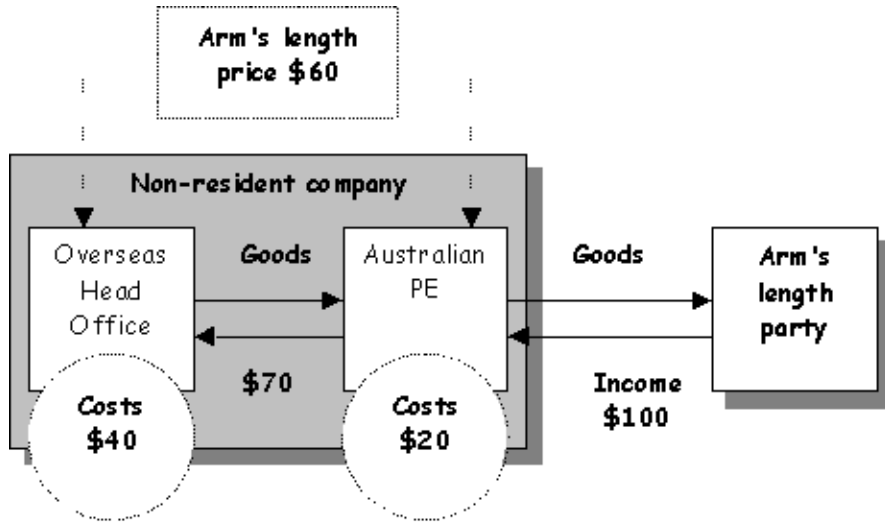 Arm's length
price $60
Non-resident company
Overseas
Head
Office
Goods
Australian
PE
Goods
Arm's
length
party
$70
Income
$100
Costs
$40
Costs
$20